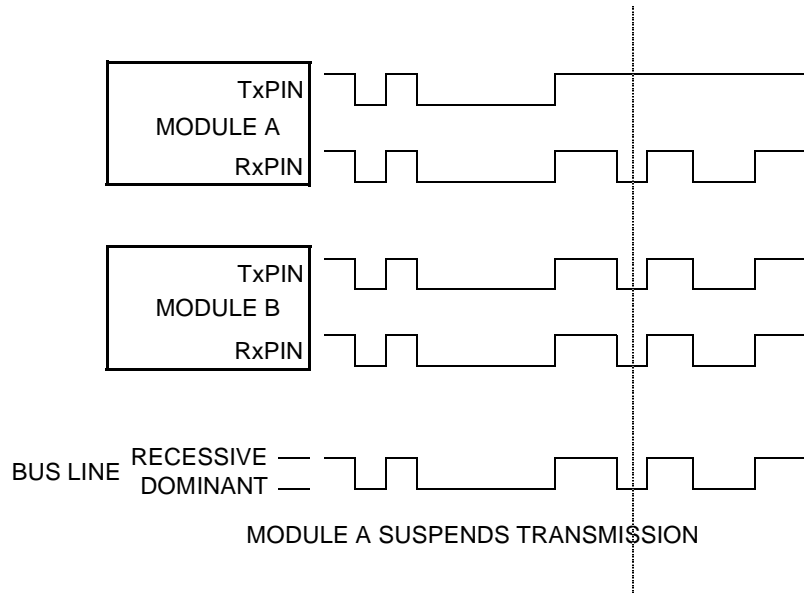 TxPIN
MODULE A
RxPIN
TxPIN
MODULE B
RxPIN
BUS LINE
RECESSIVE
DOMINANT
MODULE A SUSPENDS TRANSMISSION